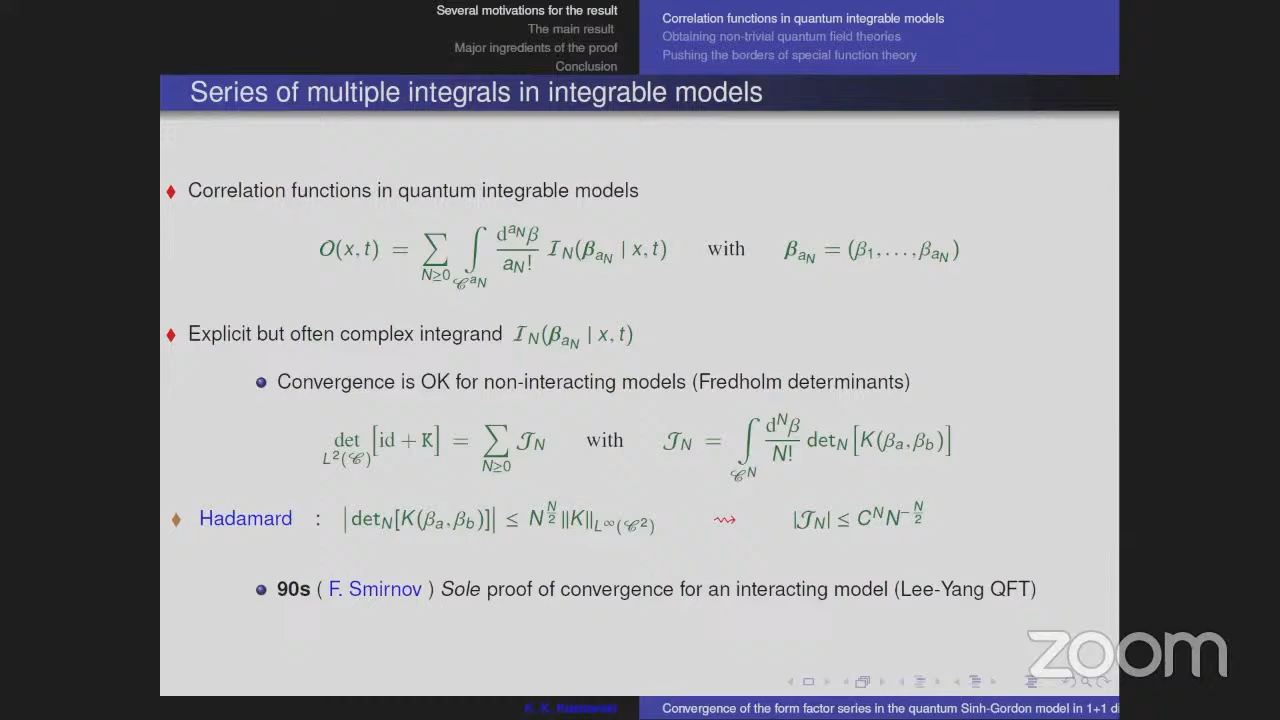 Several motivations for the result
The main result
Major ingredients of the proof
Conclusion
Correlation functions in quantum integrable models
Obtaining non-trivial quantum field theories
Pushing the borders of special function theory
Series of multiple integrals in integrable models
♦ Correlation functions in quantum integrable models
O(x, t) = ∑_{N≥0} ∫_{𝒞^{a_N}} d^{a_N}β / a_N! I_N(β_{a_N} | x, t) with β_{a_N} = (β_1, ..., β_{a_N})
♦ Explicit but often complex integrand I_N(β_{a_N} | x, t)
● Convergence is OK for non-interacting models (Fredholm determinants)
det_{L^2(𝒞)} [id + K] = ∑_{N≥0} J_N with J_N = ∫_{𝒞^N} d^Nβ / N! det_N [K(β_a, β_b)]
♦ Hadamard : |det_N[K(β_a, β_b)]| ≤ N^{N/2} ||K||_{L^∞(𝒞^2)} ⇝ |J_N| ≤ C^N N^{-N/2}
● 90s ( F. Smirnov ) Sole proof of convergence for an interacting model (Lee-Yang QFT)
zoom
K. K. Kozlowski
Convergence of the form factor series in the quantum Sinh-Gordon model in 1+1 di